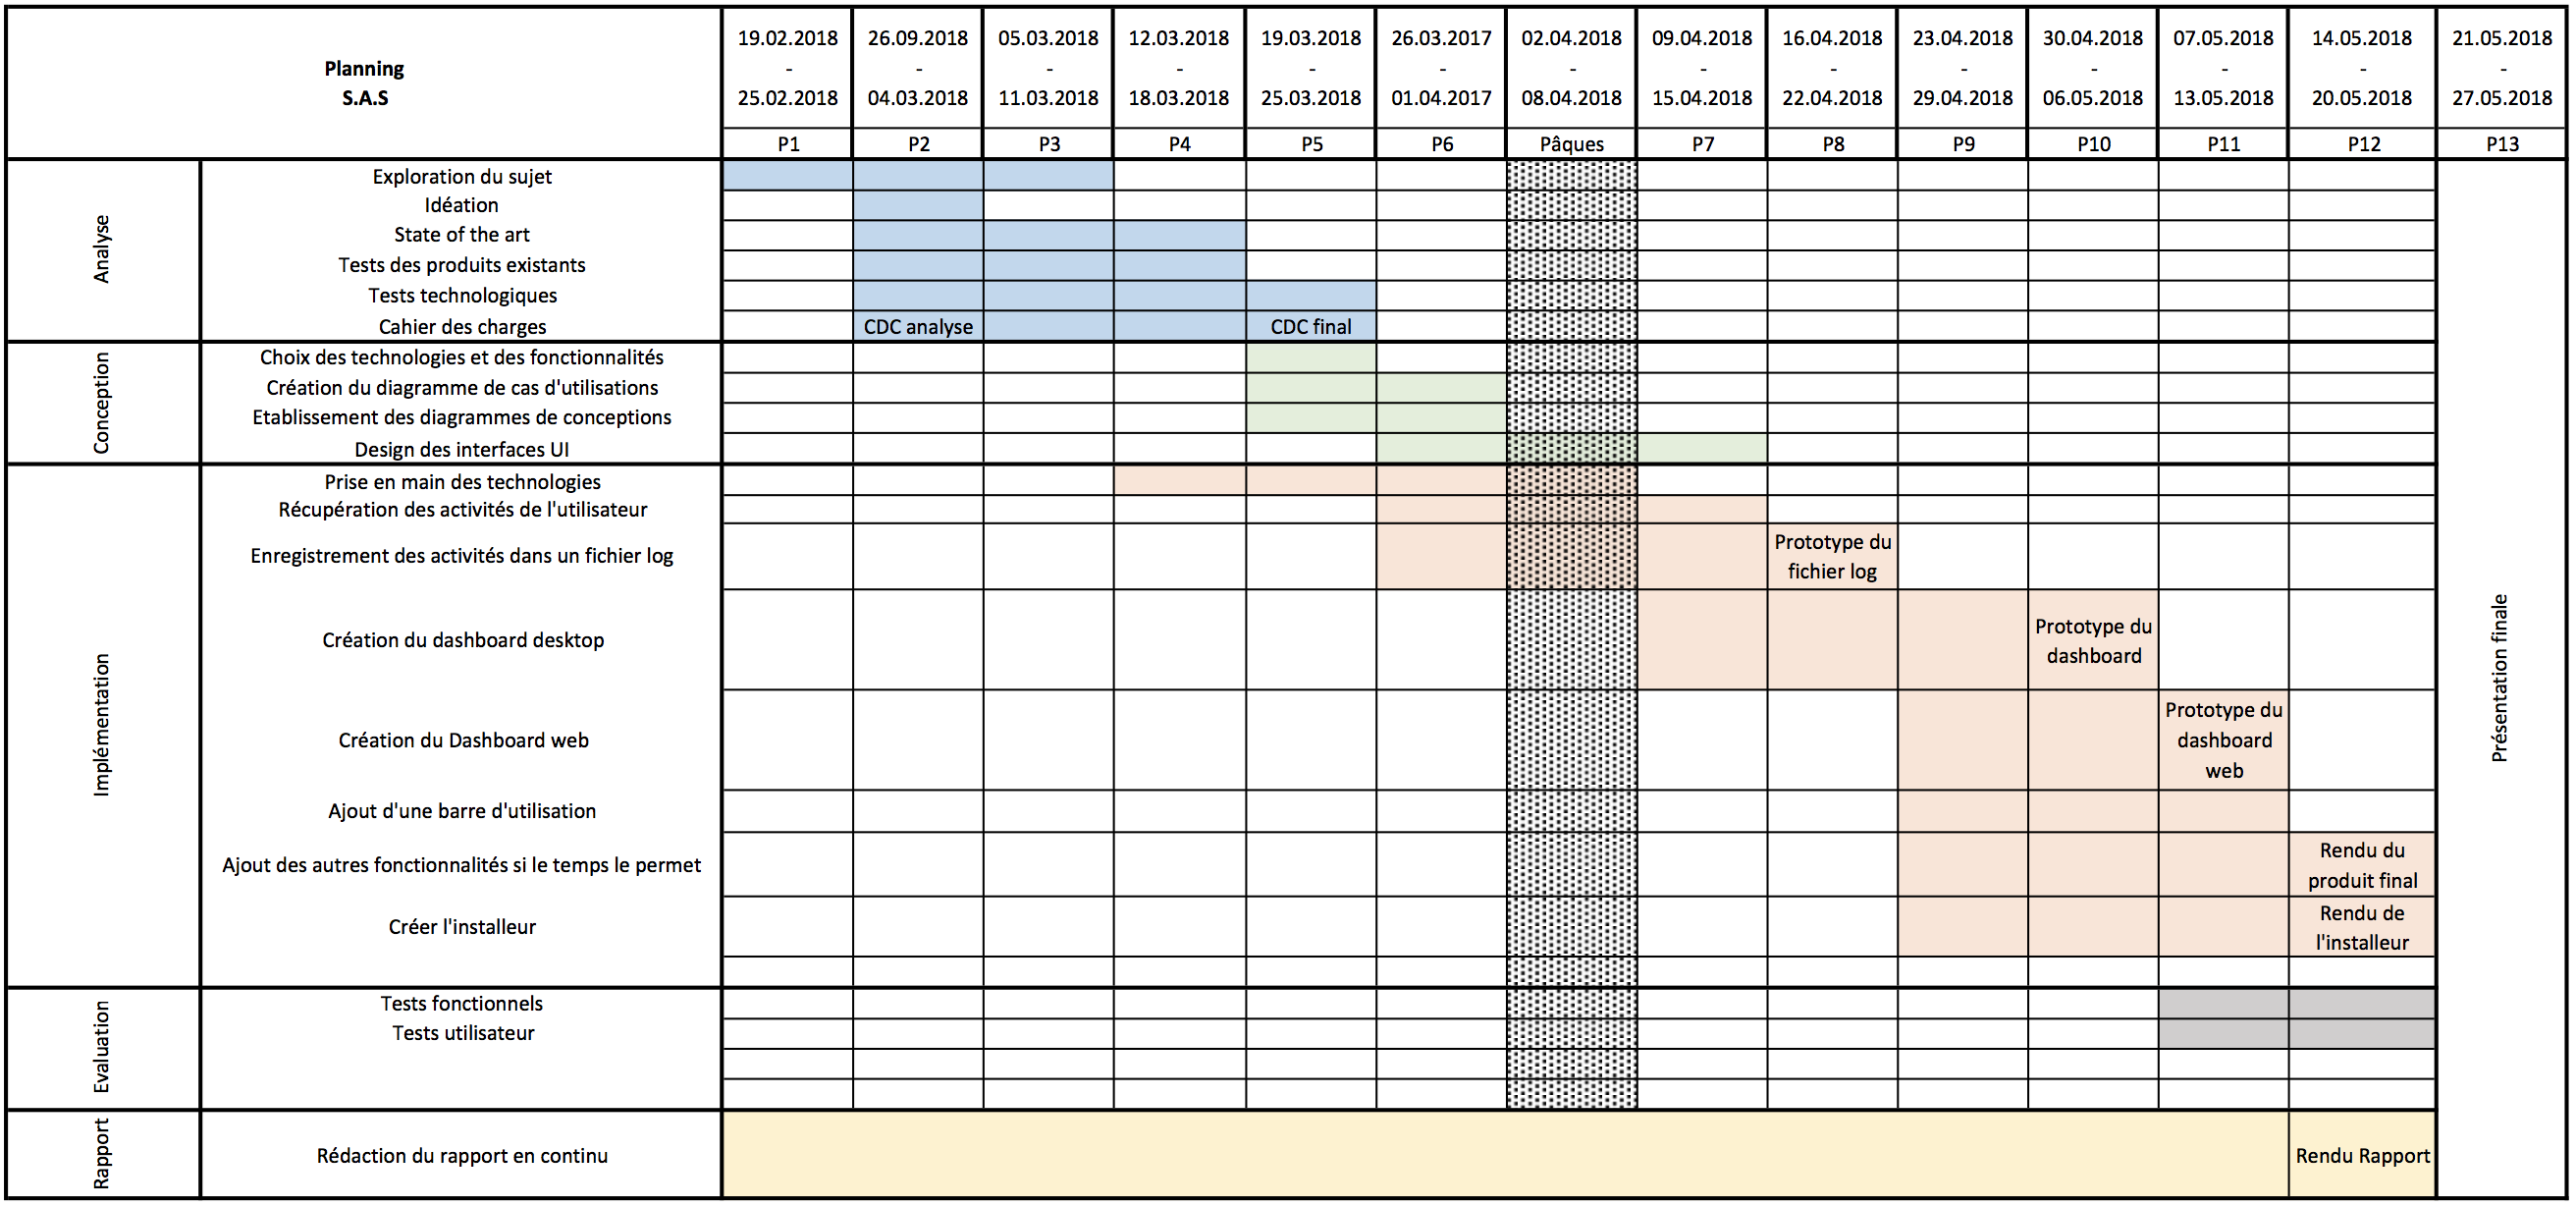 Planning
S.A.S
19.02.2018
-
25.02.2018
26.09.2018
-
04.03.2018
05.03.2018
-
11.03.2018
12.03.2018
-
18.03.2018
19.03.2018
-
25.03.2018
26.03.2017
-
01.04.2017
02.04.2018
-
08.04.2018
09.04.2018
-
15.04.2018
16.04.2018
-
22.04.2018
23.04.2018
-
29.04.2018
30.04.2018
-
06.05.2018
07.05.2018
-
13.05.2018
14.05.2018
-
20.05.2018
21.05.2018
-
27.05.2018
P1
P2
P3
P4
P5
P6
Pâques
P7
P8
P9
P10
P11
P12
P13
Analyse
Exploration du sujet
Idéation
State of the art
Tests des produits existants
Tests technologiques
Cahier des charges
CDC analyse
CDC final
Conception
Choix des technologies et des fonctionnalités
Création du diagramme de cas d'utilisations
Etablissement des diagrammes de conceptions
Design des interfaces UI
Implémentation
Prise en main des technologies
Récupération des activités de l'utilisateur
Enregistrement des activités dans un fichier log
Prototype du
fichier log
Création du dashboard desktop
Prototype du
dashboard
Création du Dashboard web
Prototype du
dashboard
web
Ajout d'une barre d'utilisation
Ajout des autres fonctionnalités si le temps le permet
Rendu du
produit final
Créer l'installeur
Rendu de
l'installeur
Evaluation
Tests fonctionnels
Tests utilisateur
Rapport
Rédaction du rapport en continu
Rendu Rapport
Présentation finale